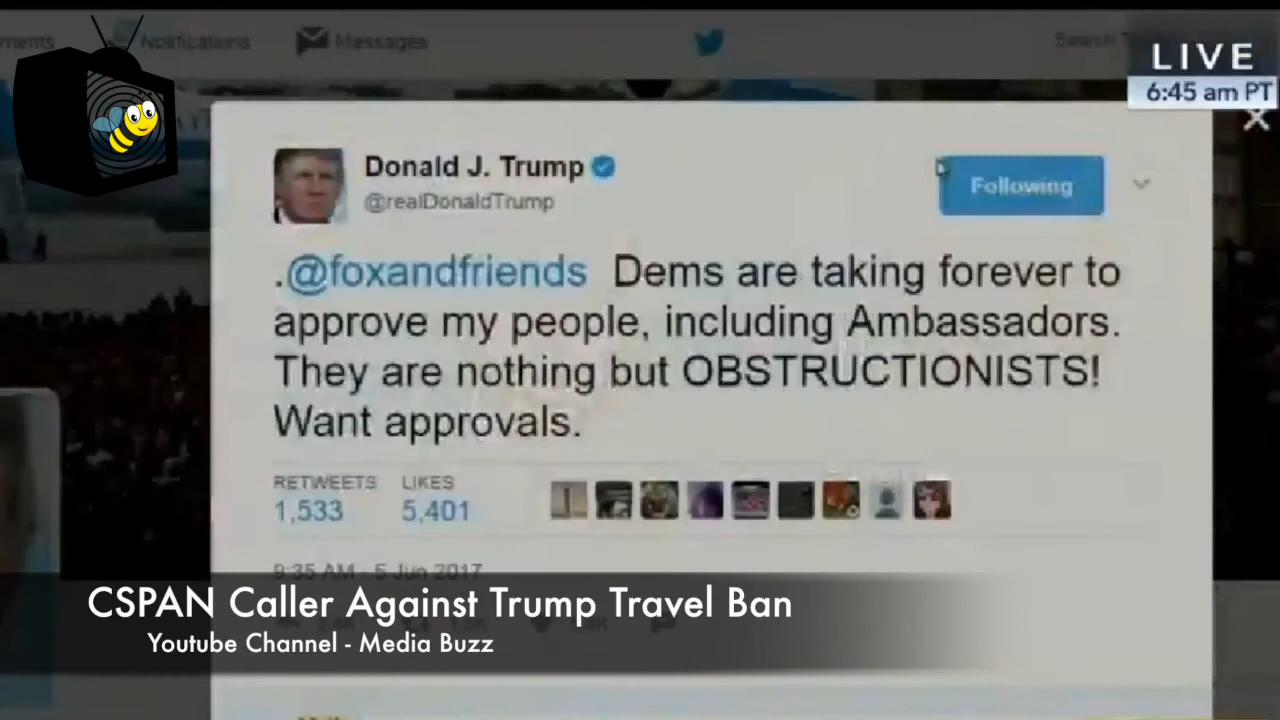 Notifications
Messages
LIVE
6:45 am PT
Donald J. Trump
@realDonaldTrump
Following
.@foxandfriends Dems are taking forever to
approve my people, including Ambassadors.
They are nothing but OBSTRUCTIONISTS!
Want approvals.
RETWEETS LIKES
1,533 5,401
9:35 AM - 5 Jun 2017
CSPAN Caller Against Trump Travel Ban
Youtube Channel - Media Buzz